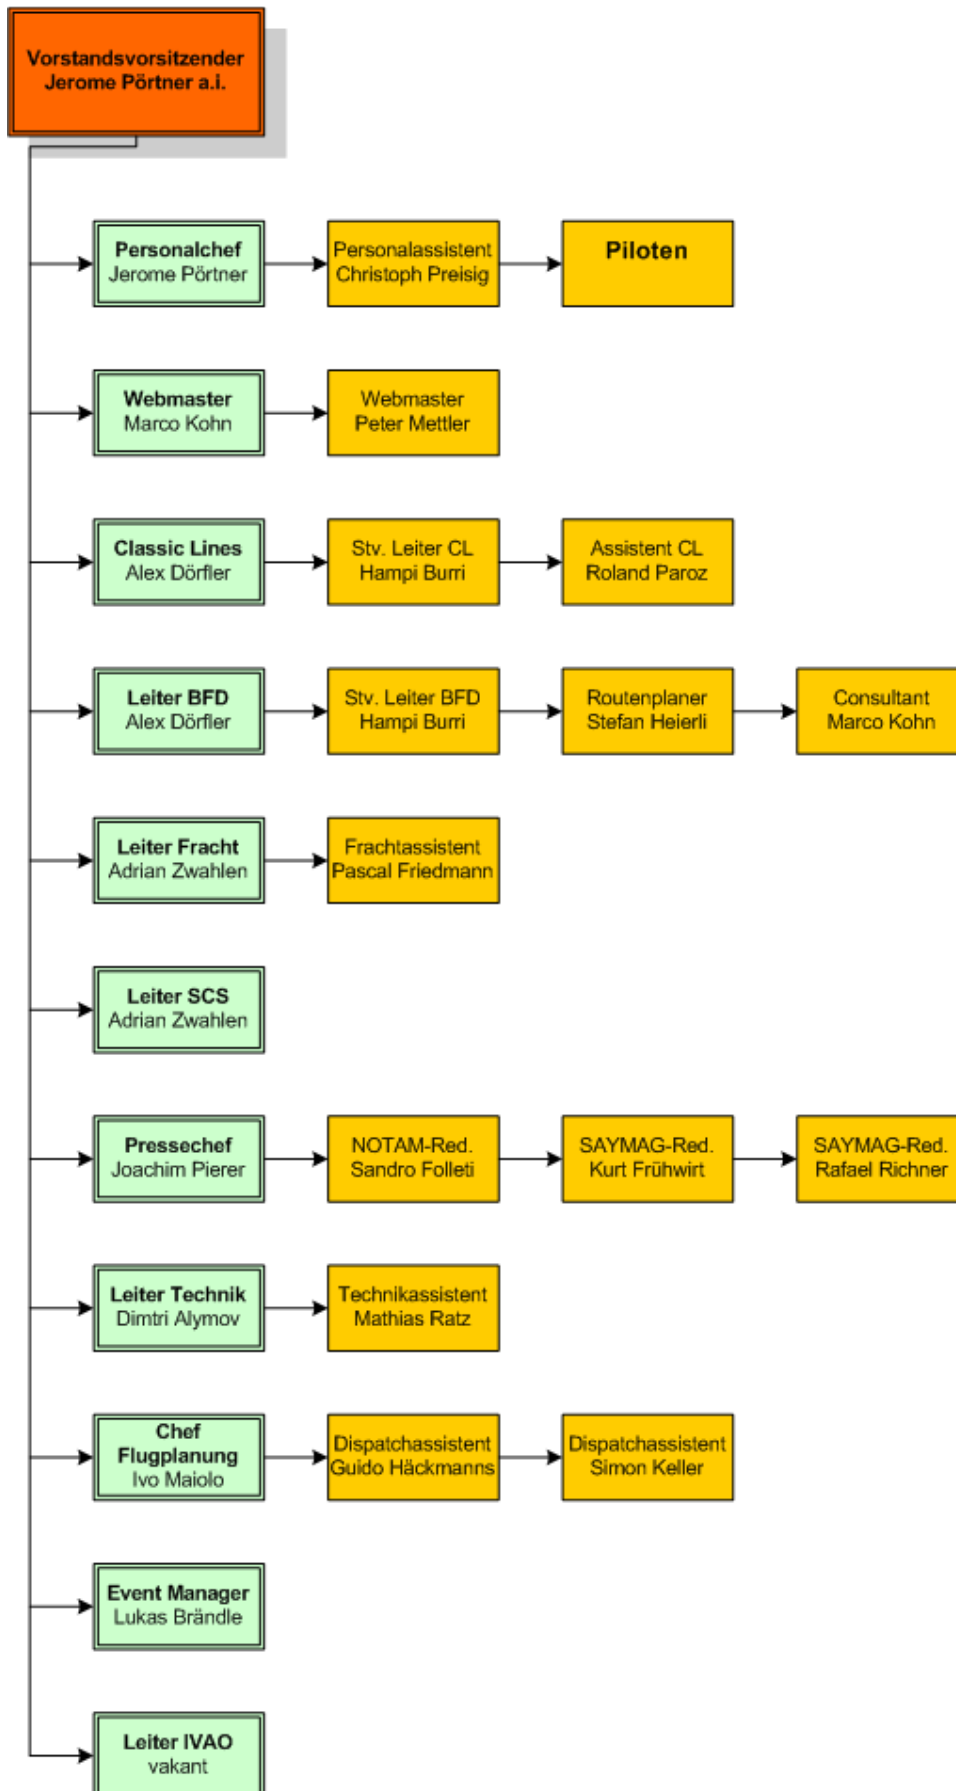 Vorstandsvorsitzender
Jerome Pörtner a.i.
Personalchef
Jerome Pörtner
Personalassistent
Christoph Preisig
Piloten
Webmaster
Marco Kohn
Webmaster
Peter Mettler
Classic Lines
Alex Dörfler
Stv. Leiter CL
Hampi Burri
Assistent CL
Roland Paroz
Leiter BFD
Alex Dörfler
Stv. Leiter BFD
Hampi Burri
Routenplaner
Stefan Heierli
Consultant
Marco Kohn
Leiter Fracht
Adrian Zwahlen
Frachtassistent
Pascal Friedmann
Leiter SCS
Adrian Zwahlen
Pressechef
Joachim Pierer
NOTAM-Red.
Sandro Folleti
SAYMAG-Red.
Kurt Frühwirt
SAYMAG-Red.
Rafael Richner
Leiter Technik
Dimtri Alymov
Technikassistent
Mathias Ratz
Chef
Flugplanung
Ivo Maiolo
Dispatchassistent
Guido Häckmanns
Dispatchassistent
Simon Keller
Event Manager
Lukas Brändle
Leiter IVAO
vakant